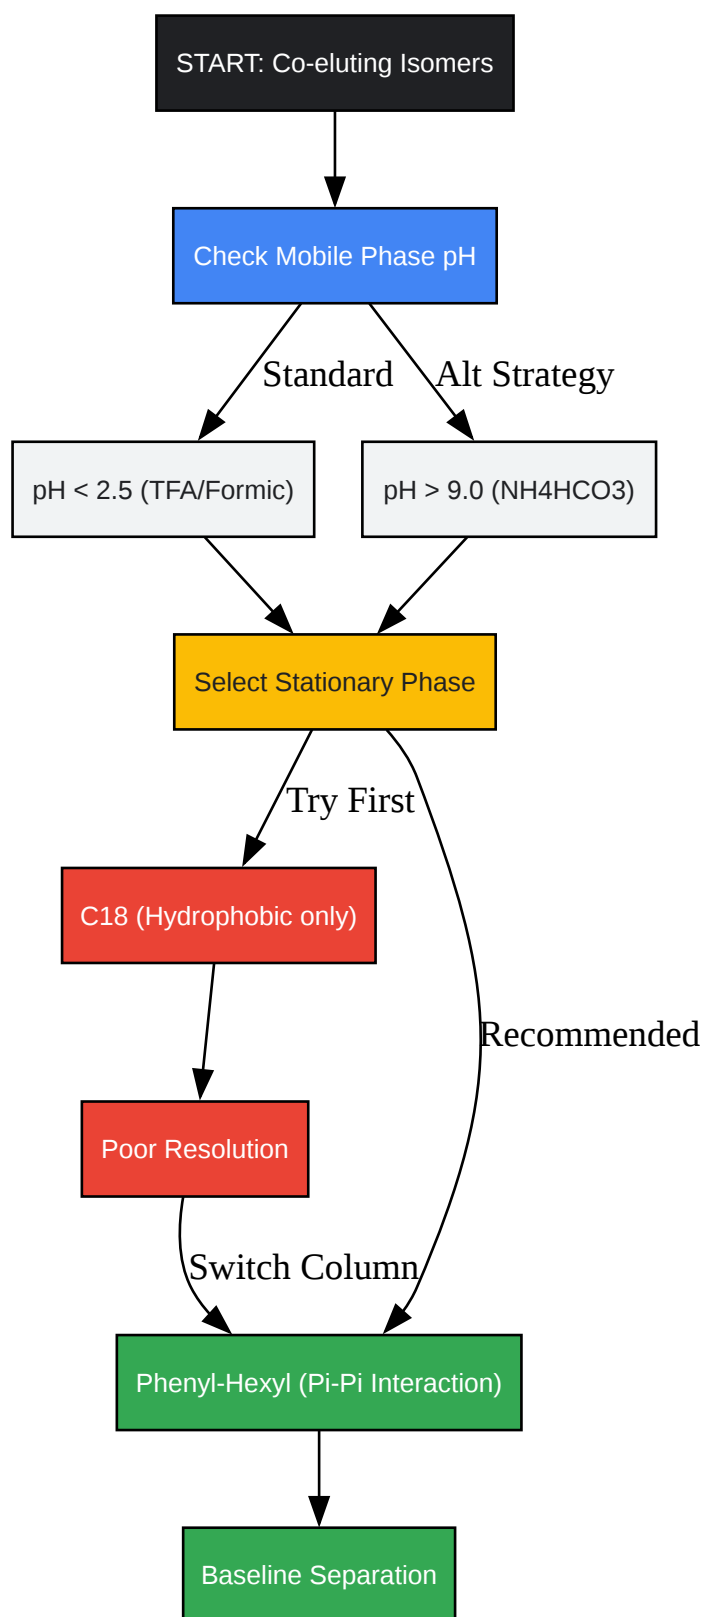 START: Co-eluting Isomers
Check Mobile Phase pH
Standard
Alt Strategy
pH < 2.5 (TFA/Formic)
pH > 9.0 (NH4HCO3)
Select Stationary Phase
Try First
C18 (Hydrophobic only)
Recommended
Poor Resolution
Switch Column
Phenyl-Hexyl (Pi-Pi Interaction)
Baseline Separation